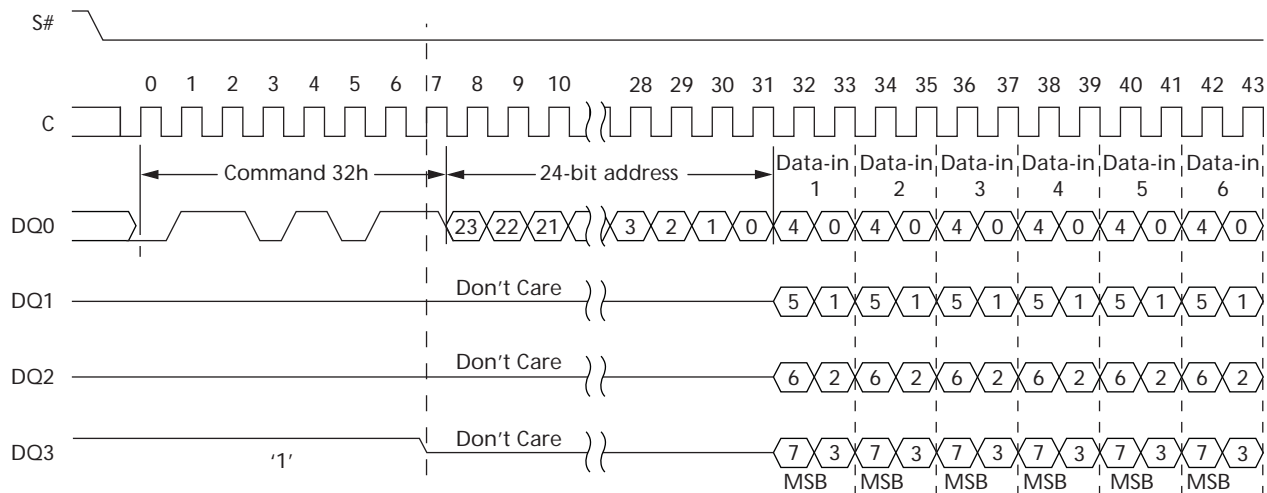 S#
0 1 2 3 4 5 6 7 8 9 10 28 29 30 31 32 33 34 35 36 37 38 39 40 41 42 43
C
Command 32h 24-bit address Data-in Data-in Data-in Data-in Data-in Data-in
1 2 3 4 5 6
DQ0 23 22 21 3 2 1 0 4 0 4 0 4 0 4 0 4 0 4 0
DQ1 Don't Care 5 1 5 1 5 1 5 1 5 1 5 1
DQ2 Don't Care 6 2 6 2 6 2 6 2 6 2 6 2
DQ3 '1' Don't Care 7 3 7 3 7 3 7 3 7 3 7 3
MSB MSB MSB MSB MSB MSB